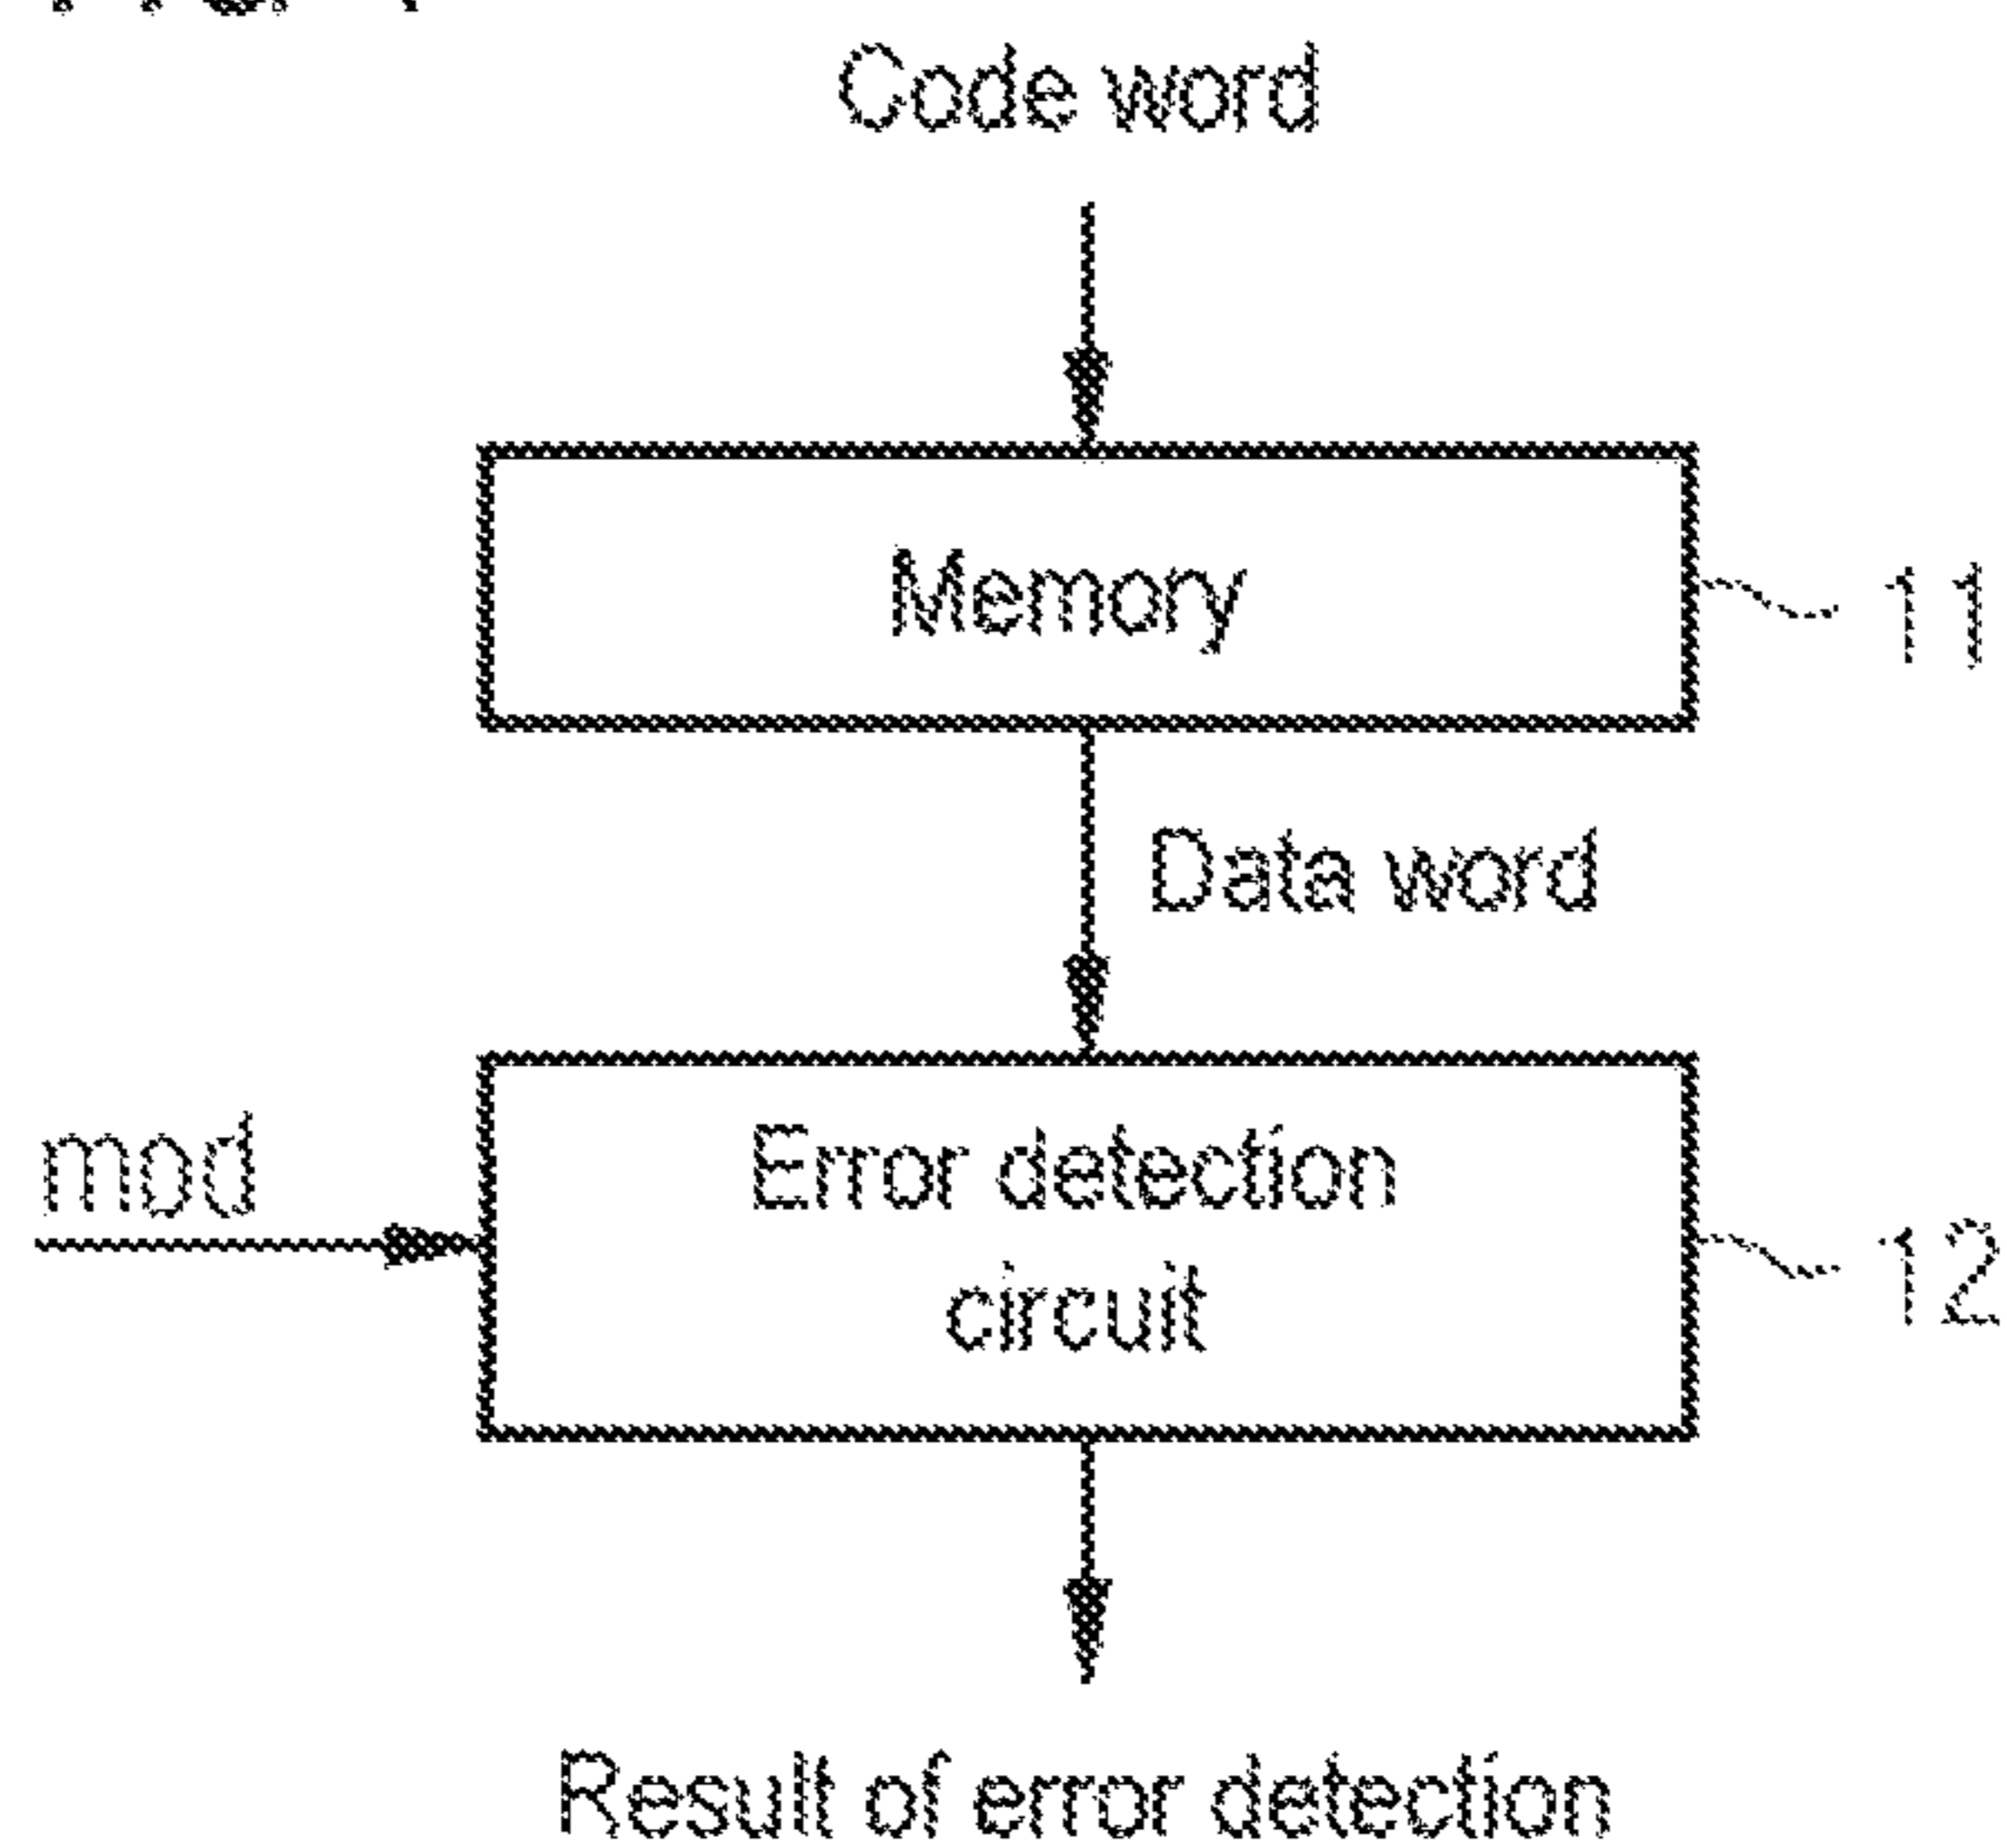 Code word
Memory
11
Data word
mod
Error detection
circuit
12
Result of error detection